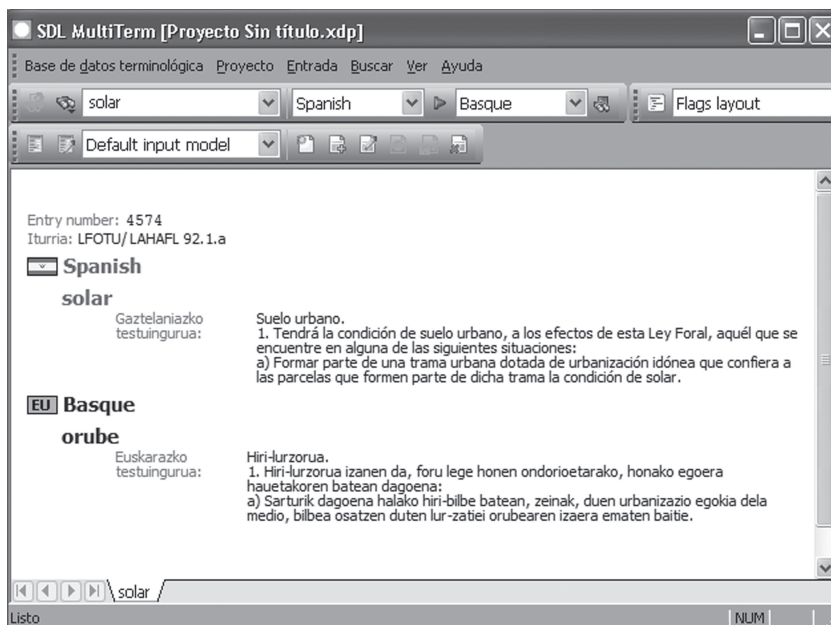 SDL MultiTerm [Proyecto Sin título.xdp]
Base de datos terminológica Proyecto Entrada Buscar Ver Ayuda
solar Spanish Basque Flags layout
Default input model
Entry number: 4574
Iturria: LFOTU/LAHAFL 92.1.a
Spanish
solar
Gaztelaniazko testuingurua:
Suelo urbano.
1. Tendrá la condición de suelo urbano, a los efectos de esta Ley Foral, aquél que se
encuentre en alguna de las siguientes situaciones:
a) Formar parte de una trama urbana dotada de urbanización idónea que confiera a
las parcelas que formen parte de dicha trama la condición de solar.
EU Basque
orube
Euskarazko testuingurua:
Hiri-lurzorua.
1. Hiri-lurzorua izanen da, foru lege honen ondorioetarako, honako egoera
hauetakoren batean dagoena:
a) Sarturik dagoena halako hiri-bilbe batean, zeinak, duen urbanizazio egokia dela
medio, bilbea osatzen duten lur-zatiei orubearen izaera ematen baitie.
solar
Listo NUM